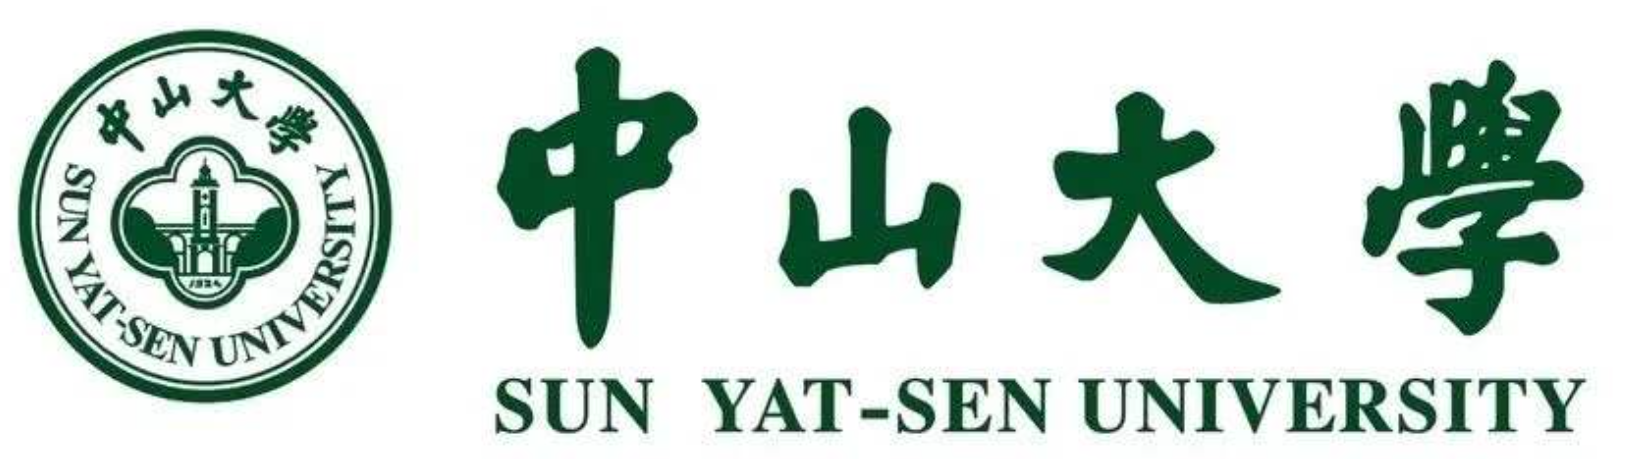 中山大學
SUN YAT-SEN UNIVERSITY
1924
中山大學
SUN YAT-SEN UNIVERSITY